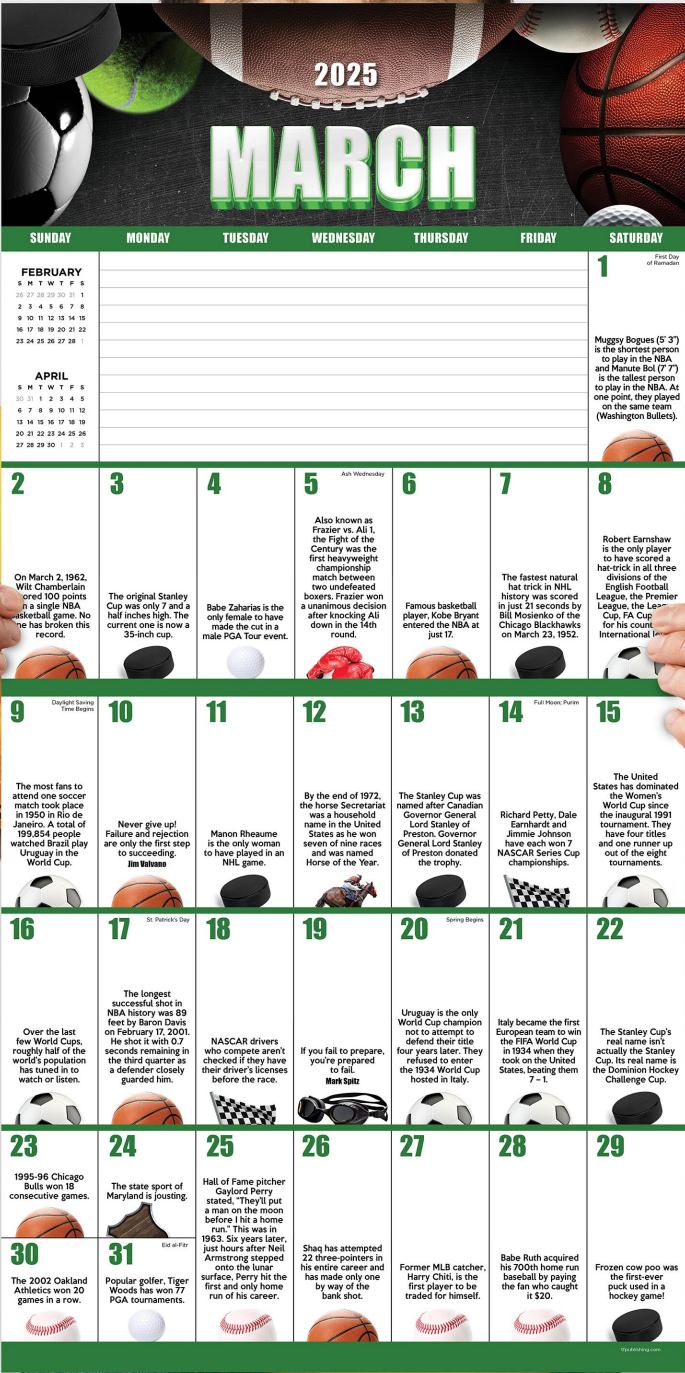 2025
MARCH
SUNDAY MONDAY TUESDAY WEDNESDAY THURSDAY FRIDAY SATURDAY
FEBRUARY
S M T W T F S
26 27 28 29 30 31 1
2 3 4 5 6 7 8
9 10 11 12 13 14 15
16 17 18 19 20 21 22
23 24 25 26 27 28 1
APRIL
S M T W T F S
30 31 1 2 3 4 5
6 7 8 9 10 11 12
13 14 15 16 17 18 19
20 21 22 23 24 25 26
27 28 29 30 1 2 3
1
First Day
of Ramadan
Muggsy Bogues (5' 3")
is the shortest person
to play in the NBA
and Manute Bol (7' 7")
is the tallest person
to play in the NBA. At
one point, they played
on the same team
(Washington Bullets).
2
On March 2, 1962,
Wilt Chamberlain
100 points
a single NBA
game. No
has broken this
record.
3
The original Stanley
Cup was only 7 and a
half inches high. The
current one is now a
35-inch cup.
4
Babe Zaharias is the
only female to have
made the cut in a
male PGA Tour event.
5
Ash Wednesday
Also known as
Frazier vs. Ali 1,
the Fight of the
Century was the
first heavyweight
championship
match between
two undefeated
boxers. Frazier won
a unanimous decision
after knocking Ali
down in the 14th
round.
6
Famous basketball
player, Kobe Bryant
entered the NBA at
just 17.
7
The fastest natural
hat trick in NHL
history was scored
in just 21 seconds by
Bill Mosienko of the
Chicago Blackhawks
on March 23, 1952.
8
Robert Earnshaw
is the only player
to have scored a
hat-trick in all three
divisions of the
English Football
League, the Premier
League, the
Cup, FA Cup
for his
International
9
Daylight Saving
Time Begins
The most fans to
attend one soccer
match took place
in 1950 in Rio de
Janeiro. A total of
199,854 people
watched Brazil play
Uruguay in the
World Cup.
10
Never give up!
Failure and rejection
are only the first step
to succeeding.
Jim Valvano
11
Manon Rheaume is
the only woman
to have played in an
NHL game.
12
By the end of 1972,
the horse Secretariat
was a household
name in the United
States as he won
seven of nine races
and was named
Horse of the Year.
13
The Stanley Cup was
named after Canadian
Governor General
Lord Stanley of
Preston. Governor
General Lord Stanley
of Preston donated
the trophy.
14
Full Moon; Purim
Richard Petty, Dale
Earnhardt and
Jimmie Johnson
have each won 7
NASCAR Series Cup
championships.
15
The United
States has dominated
the Women's
World Cup since
the inaugural 1991
tournament. They
have four titles
and one runner up
out of the eight
tournaments.
16
Over the last
few World Cups,
roughly half of the
world's population
has tuned in to
watch or listen.
17
St. Patrick's Day
The longest
successful shot in
NBA history was 89
feet by Baron Davis
on February 17, 2001.
He shot it with 0.7
seconds remaining in
the third quarter as
a defender closely
guarded him.
18
NASCAR drivers
who compete aren't
checked if they have
their driver's licenses
before the race.
19
If you fail to prepare,
you're prepared
to fail.
Mark Spitz
20
Spring Begins
Uruguay is the only
World Cup champion
not to attempt to
defend their title
four years later. They
refused to enter
the 1934 World Cup
hosted in Italy.
21
Italy became the first
European team to win
the FIFA World Cup
in 1934 when they
took on the United
States, beating them
7 – 1.
22
The Stanley Cup's
real name isn't
actually the Stanley
Cup. Its real name is
the Dominion Hockey
Challenge Cup.
23
1995-96 Chicago
Bulls won 18
consecutive games.
24
The state sport of
Maryland is jousting.
25
Hall of Fame pitcher
Gaylord Perry
stated, "They'll put
a man on the moon
before I hit a home
run." This was in
1963. Six years later,
just hours after Neil
Armstrong stepped
onto the lunar
surface, Perry hit the
first and only home
run of his career.
26
Shaq has attempted
22 three-pointers in
his entire career and
has made only one
by way of the
bank shot.
27
Former MLB catcher,
Harry Chiti, is the
first player to be
traded for himself.
28
Babe Ruth acquired
his 700th home run
baseball by paying
the fan who caught
it $20.
29
Frozen cow poo was
the first-ever
puck used in a
hockey game!
30
The 2002 Oakland
Athletics won 20
games in a row.
31
Eid al-Fitr
Popular golfer, Tiger
Woods has won 77
PGA tournaments.
tfpublishing.com